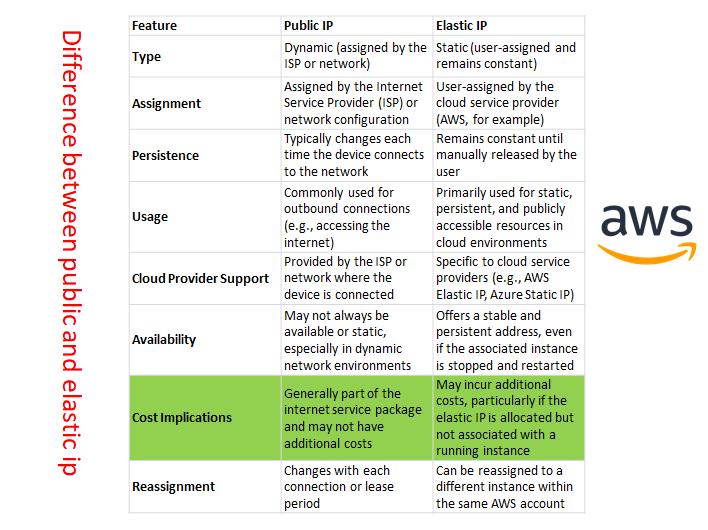 Difference between public and elastic ip
Feature
Public IP
Elastic IP
Type
Dynamic (assigned by the
ISP or network)
Static (user-assigned and
remains constant)
Assignment
Assigned by the Internet
Service Provider (ISP) or
network configuration
User-assigned by the
cloud service provider
(AWS, for example)
Persistence
Typically changes each
time the device connects
to the network
Remains constant until
manually released by the
user
Usage
Commonly used for
outbound connections
(e.g., accessing the
internet)
Primarily used for static,
persistent, and publicly
accessible resources in
cloud environments
Cloud Provider Support
Provided by the ISP or
network where the
device is connected
Specific to cloud service
providers (e.g., AWS
Elastic IP, Azure Static IP)
Availability
May not always be
available or static,
especially in dynamic
network environments
Offers a stable and
persistent address, even
if the associated instance
is stopped and restarted
Cost Implications
Generally part of the
internet service package
and may not have
additional costs
May incur additional
costs, particularly if the
elastic IP is allocated but
not associated with a
running instance
Reassignment
Changes with each
connection or lease
period
Can be reassigned to a
different instance within
the same AWS account
aws